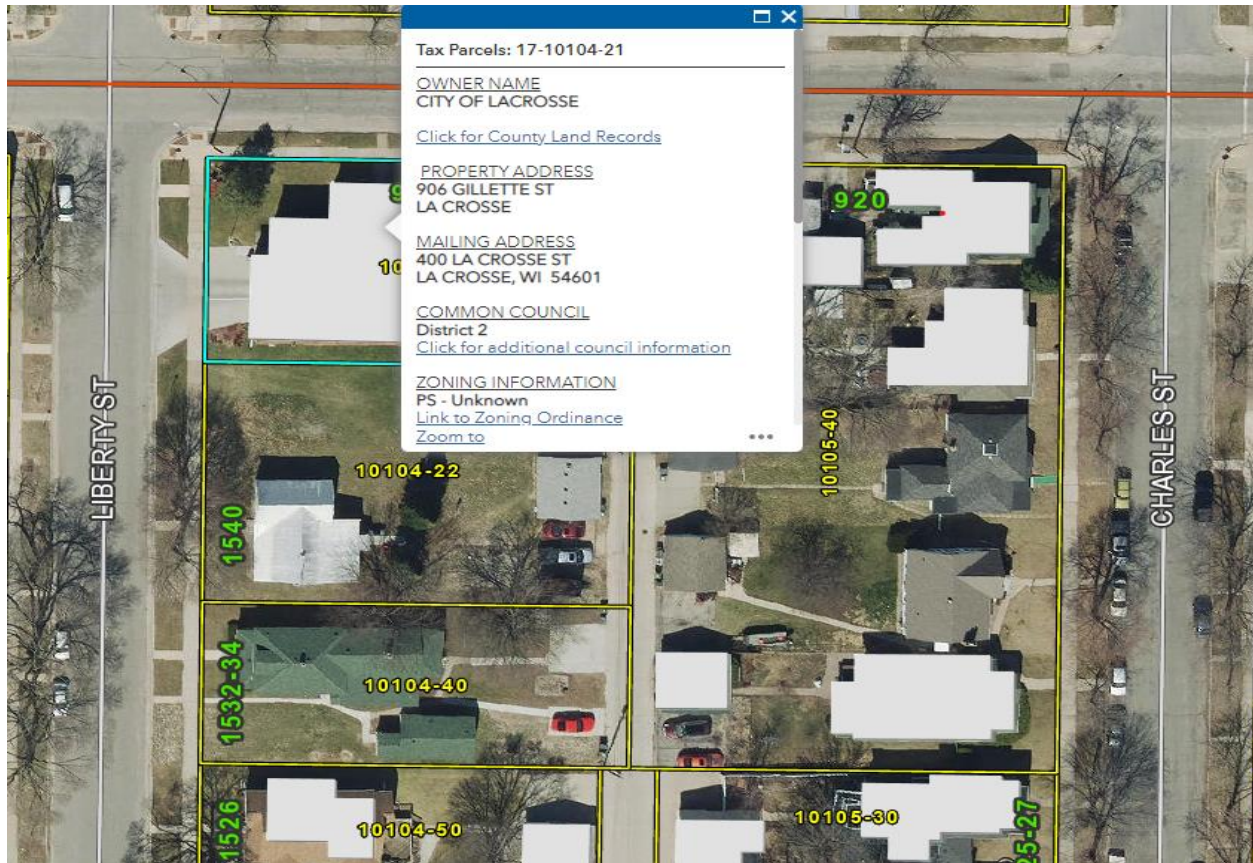 Tax Parcels: 17-10104-21
OWNER NAME
CITY OF LACROSSE
Click for County Land Records
PROPERTY ADDRESS
906 GILLETTE ST
LA CROSSE
MAILING ADDRESS
400 LA CROSSE ST
LA CROSSE, WI 54601
COMMON COUNCIL
District 2
Click for additional council information
ZONING INFORMATION
PS - Unknown
Link to Zoning Ordinance
Zoom to
920
LIBERTY ST
CHARLES ST
10104-22
10105-40
1540
1532-34
10104-40
1526
10104-50
10105-30
25-27